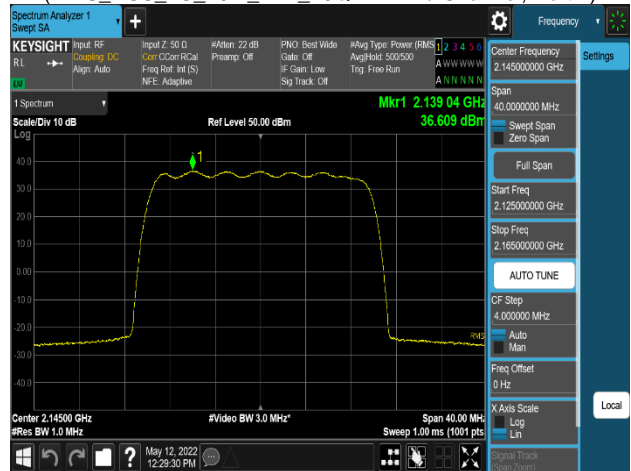 Spectrum Analyzer 1
Swept SA
Frequency
KEYSIGHT
Input: RF
Input Z: 50 Ω
#Atten: 22 dB
PNO: Best Wide
#Avg Type: Power (RMS
1 2 3 4 5 6
RL
Coupling: DC
Corr CCorr RCal
Preamp: Off
Gate: Off
Avg|Hold: 500/500
A WWWWW
Align: Auto
Freq Ref: Int (S)
IF Gain: Low
Trig: Free Run
NFE: Adaptive
Sig Track: Off
A N N N N N
1 Spectrum
Mkr1 2.139 04 GHz
Scale/Div 10 dB
Ref Level 50.00 dBm
36.609 dBm
Log
40.0
1
30.0
20.0
10.0
0.00
-10.0
-20.0
RMS
-30.0
-40.0
Center 2.14500 GHz
#Video BW 3.0 MHz*
Span 40.00 MHz
#Res BW 1.0 MHz
Sweep 1.00 ms (1001 pts
May 12, 2022
12:29:30 PM
Center Frequency
2.145000000 GHz
Settings
Span
40.0000000 MHz
Swept Span
Zero Span
Full Span
Start Freq
2.125000000 GHz
Stop Freq
2.165000000 GHz
AUTO TUNE
CF Step
4.000000 MHz
Auto
Man
Freq Offset
0 Hz
X Axis Scale
Log
Lin
Local
Signal Track
(Span Zoom)